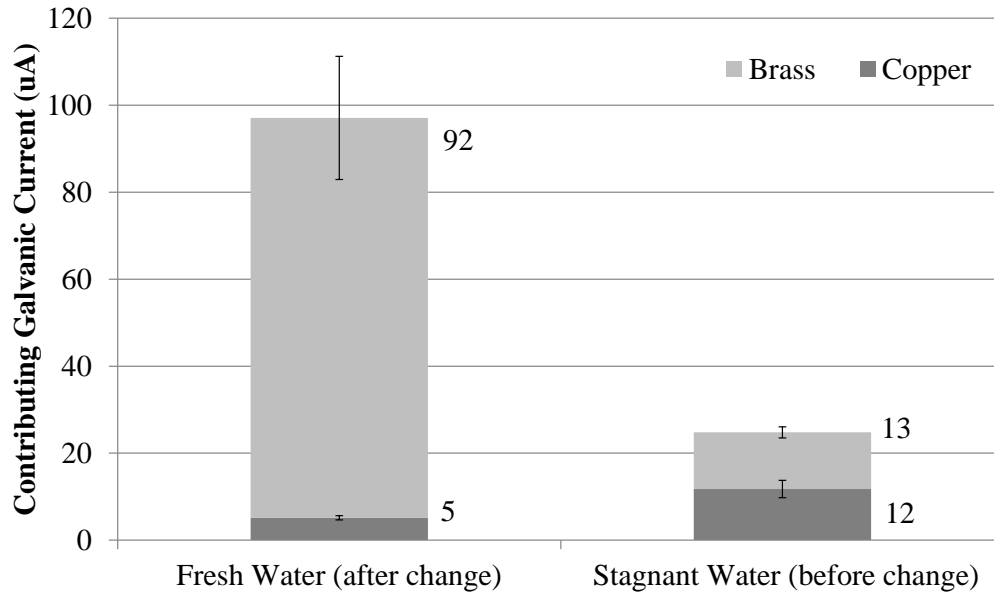 Contributing Galvanic Current (uA)
120
100
80
60
40
20
0
Brass
Copper
92
5
13
12
Fresh Water (after change)
Stagnant Water (before change)